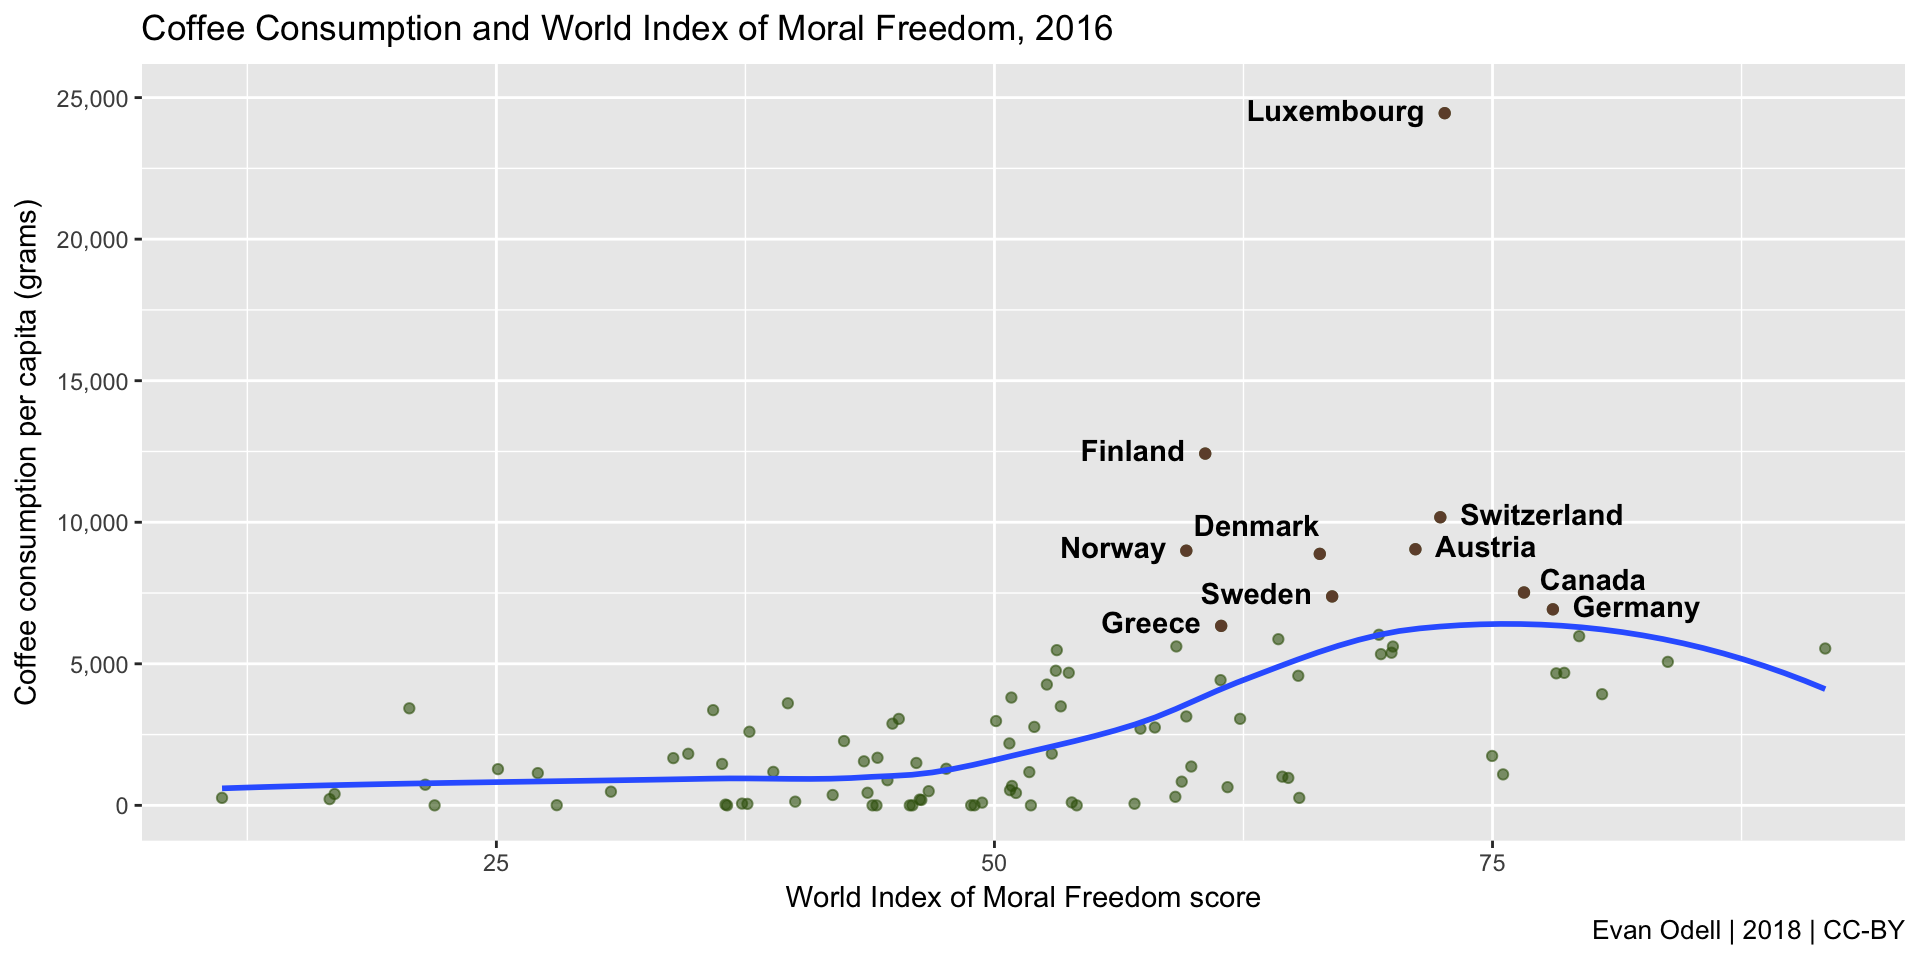 Coffee Consumption and World Index of Moral Freedom, 2016
Coffee consumption per capita (grams)
25,000
20,000
15,000
10,000
5,000
0
Luxembourg
Finland
Switzerland
Denmark
Norway
Austria
Canada
Sweden
Germany
Greece
25
50
75
World Index of Moral Freedom score
Evan Odell | 2018 | CC-BY